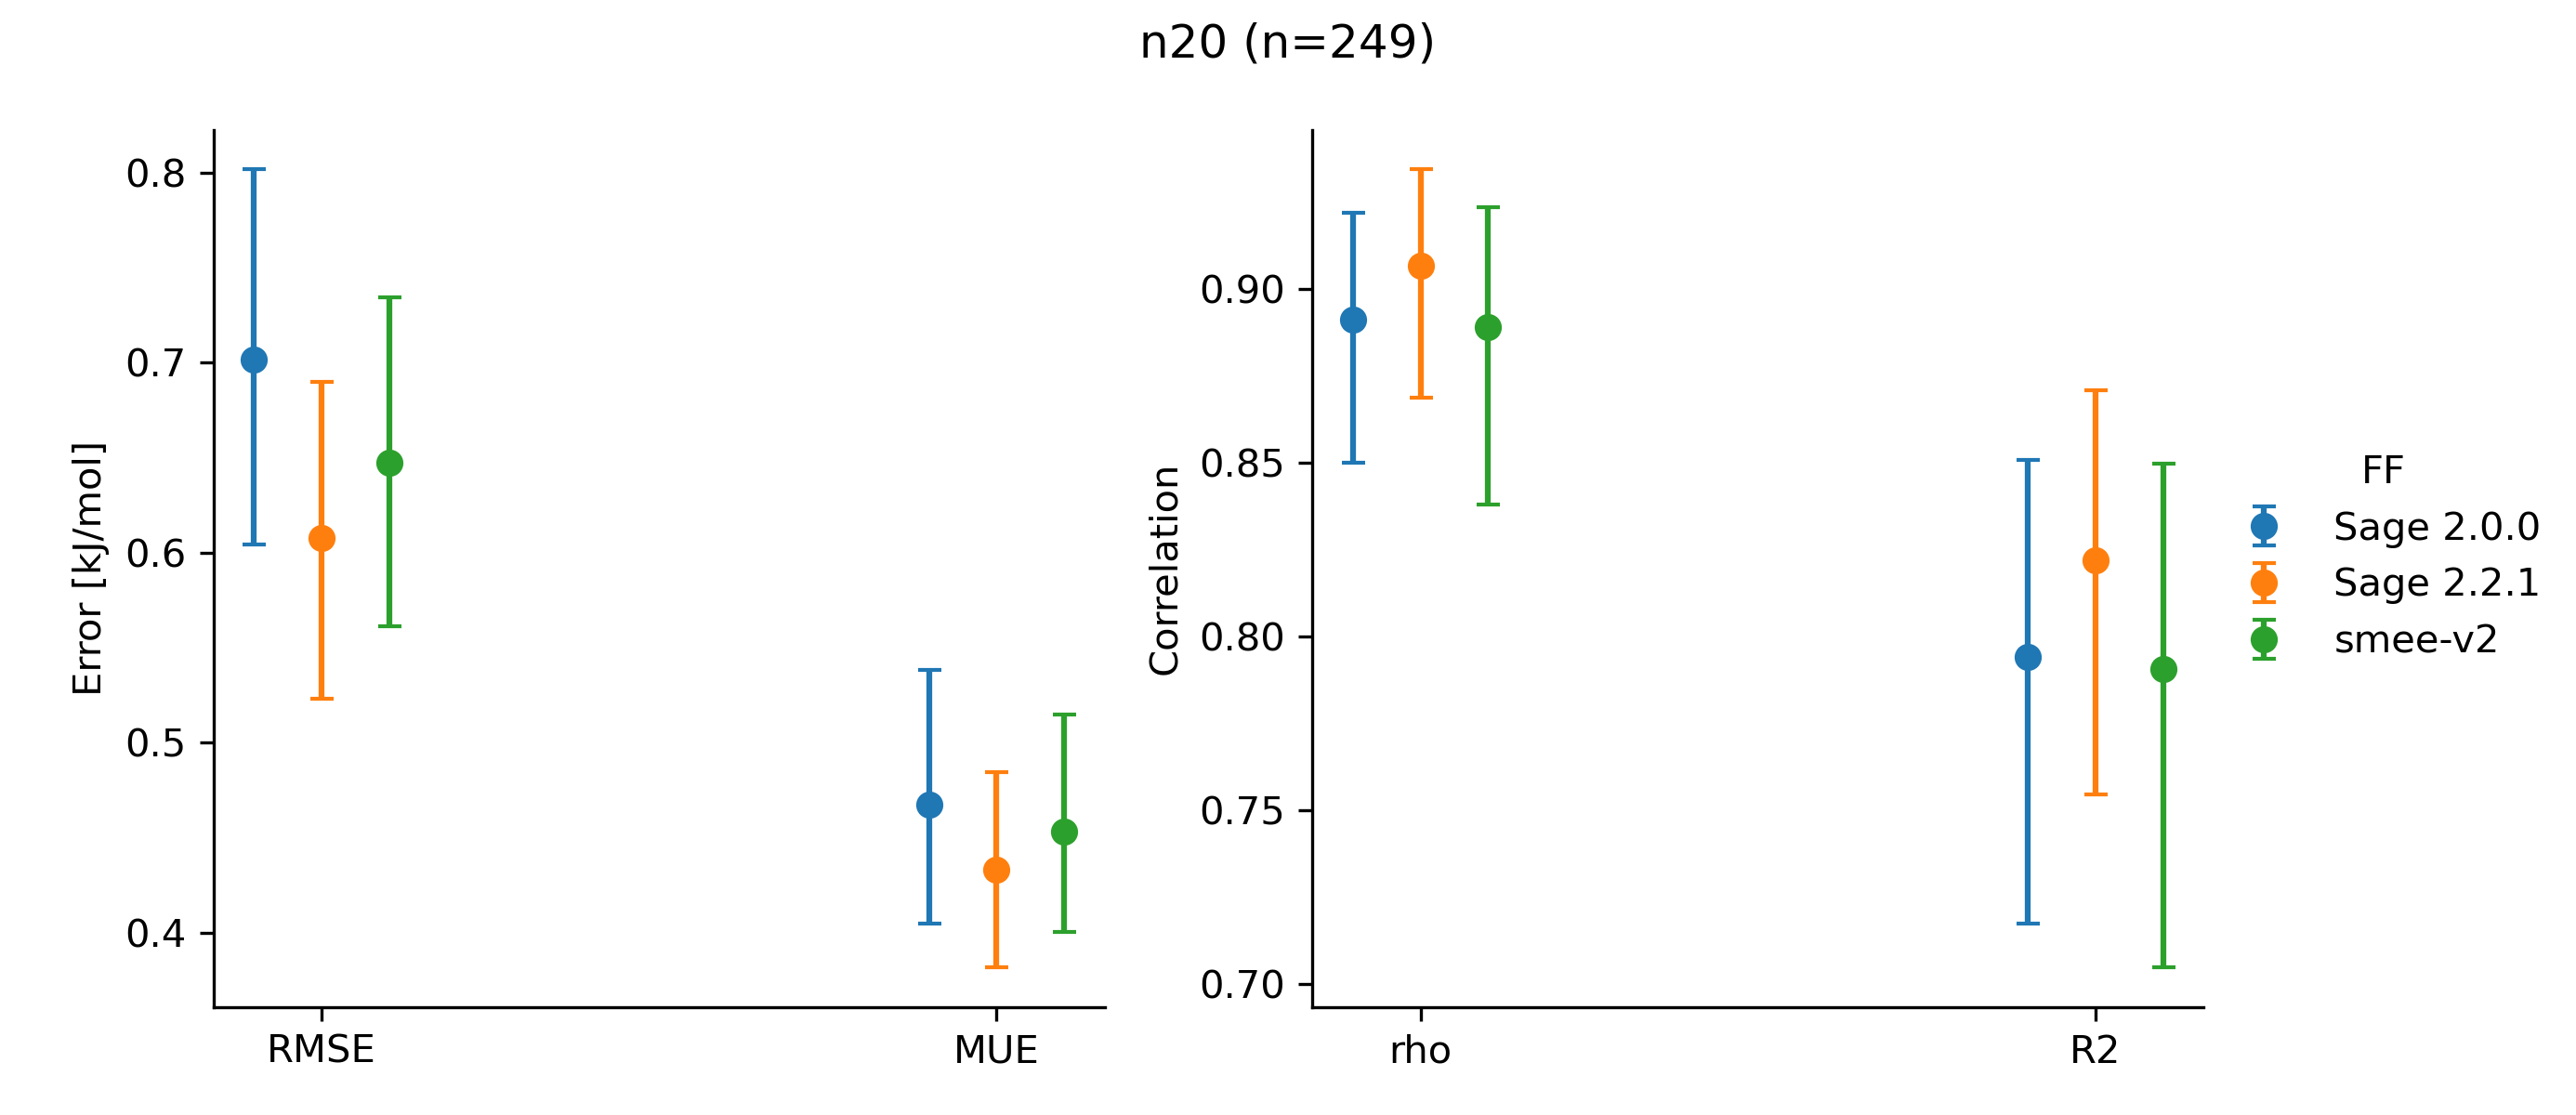 n20 (n=249)
Error [kJ/mol]
0.8
0.7
0.6
0.5
0.4
RMSE
MUE
Correlation
0.90
0.85
0.80
0.75
0.70
rho
R2
FF
Sage 2.0.0
Sage 2.2.1
smee-v2